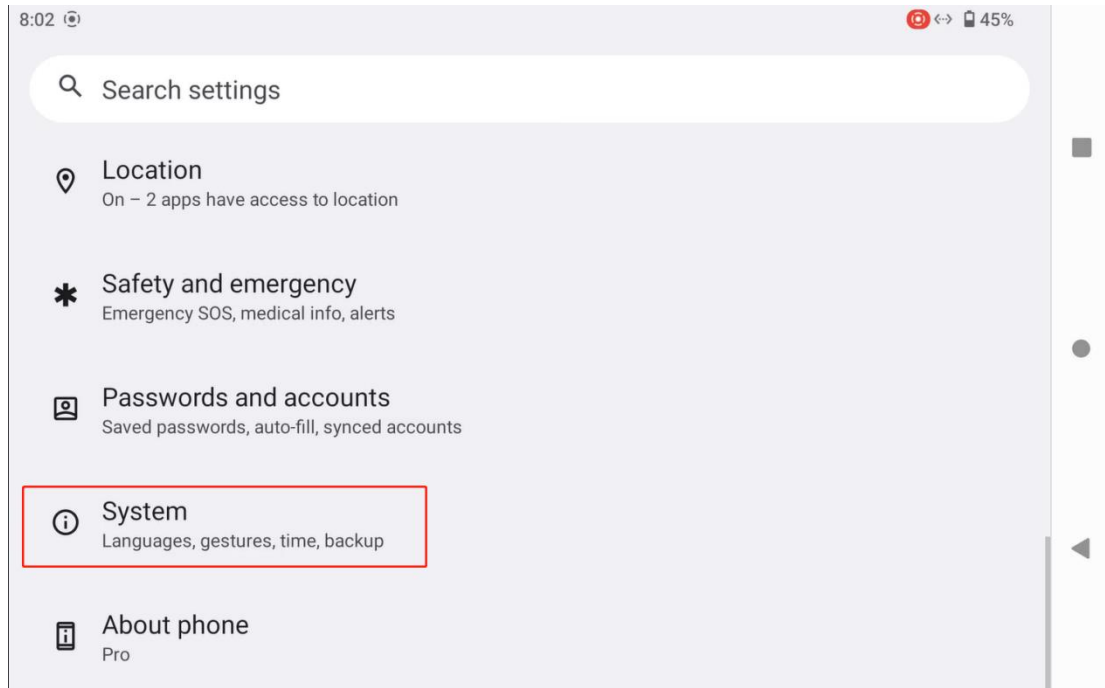 8:02
45%
Search settings
Location
On – 2 apps have access to location
Safety and emergency
Emergency SOS, medical info, alerts
Passwords and accounts
Saved passwords, auto-fill, synced accounts
System
Languages, gestures, time, backup
About phone
Pro